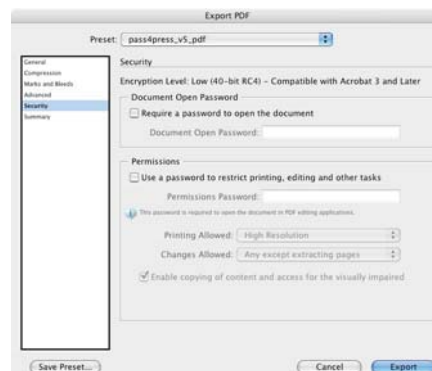 Export PDF
Preset: pass4press_v5_pdf
General
Compression
Marks and Bleeds
Advanced
Security
Summary
Security
Encryption Level: Low (40-bit RC4) – Compatible with Acrobat 3 and Later
Document Open Password
Require a password to open the document
Document Open Password:
Permissions
Use a password to restrict printing, editing and other tasks
Permissions Password:
This password is required to open the document in PDF editing applications.
Printing Allowed: High Resolution
Changes Allowed: Any except extracting pages
Enable copying of content and access for the visually impaired
Save Preset...
Cancel
Export